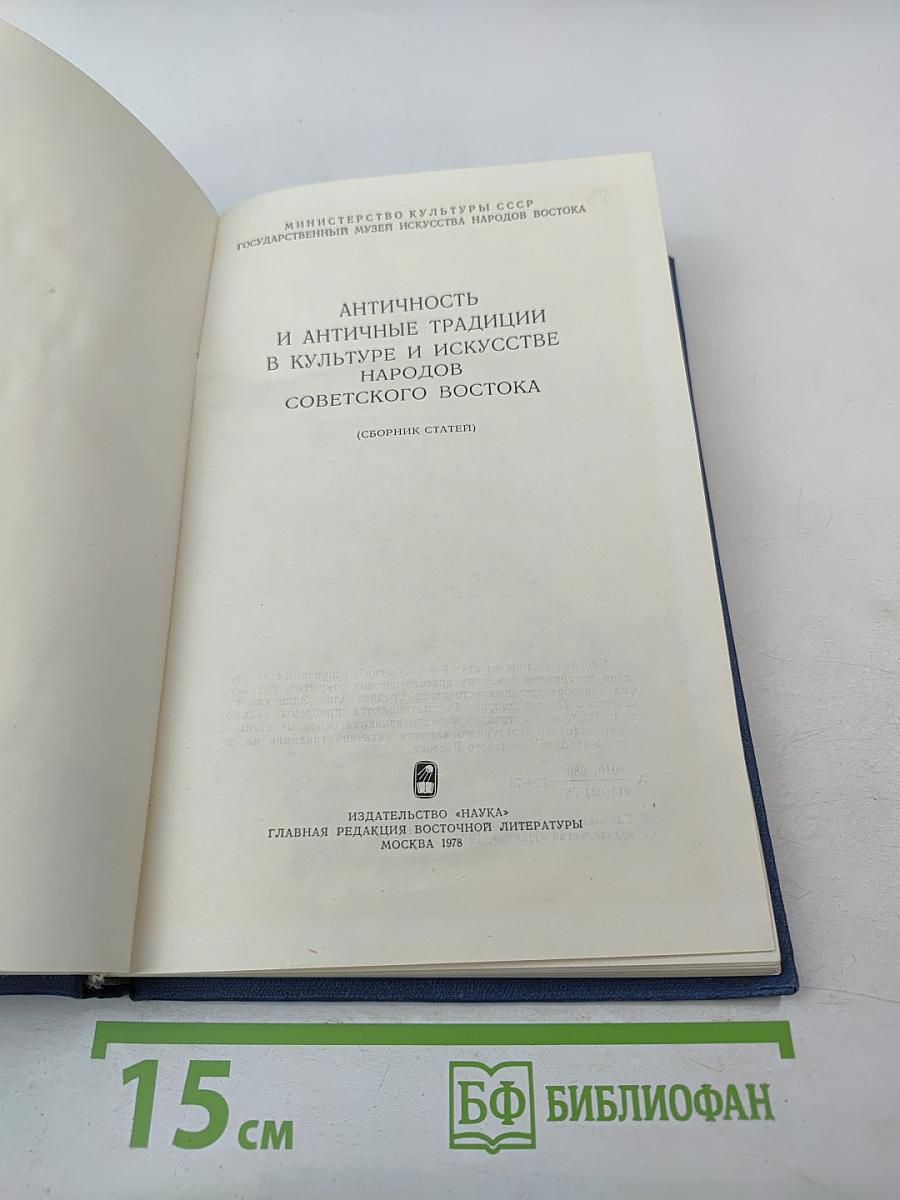 МИНИСТЕРСТВО КУЛЬТУРЫ СССР
ГОСУДАРСТВЕННЫЙ МУЗЕЙ ИСКУССТВА НАРОДОВ ВОСТОКА
АНТИЧНОСТЬ
И АНТИЧНЫЕ ТРАДИЦИИ
В КУЛЬТУРЕ И ИСКУССТВЕ
НАРОДОВ
СОВЕТСКОГО ВОСТОКА
(СБОРНИК СТАТЕЙ)
ИЗДАТЕЛЬСТВО «НАУКА»
ГЛАВНАЯ РЕДАКЦИЯ ВОСТОЧНОЙ ЛИТЕРАТУРЫ
МОСКВА 1978
15 см
БФ БИБЛИОФАН